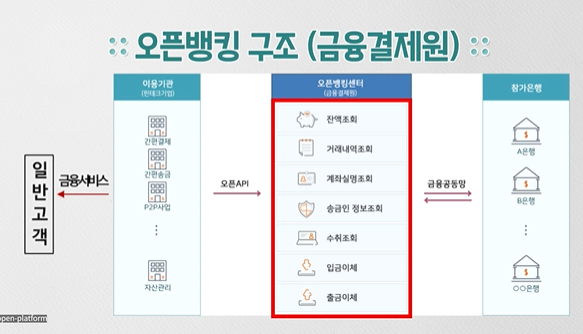 오픈뱅킹 구조 (금융결제원)
이용기관
(핀테크기업)
간편결제
간편송금
P2P사업
자산관리
일반고객
금융서비스
오픈API
오픈뱅킹센터
(금융결제원)
잔액조회
거래내역조회
계좌실명조회
송금인 정보조회
수취조회
입금이체
출금이체
금융공동망
참가은행
A은행
B은행
○○은행
open-platform